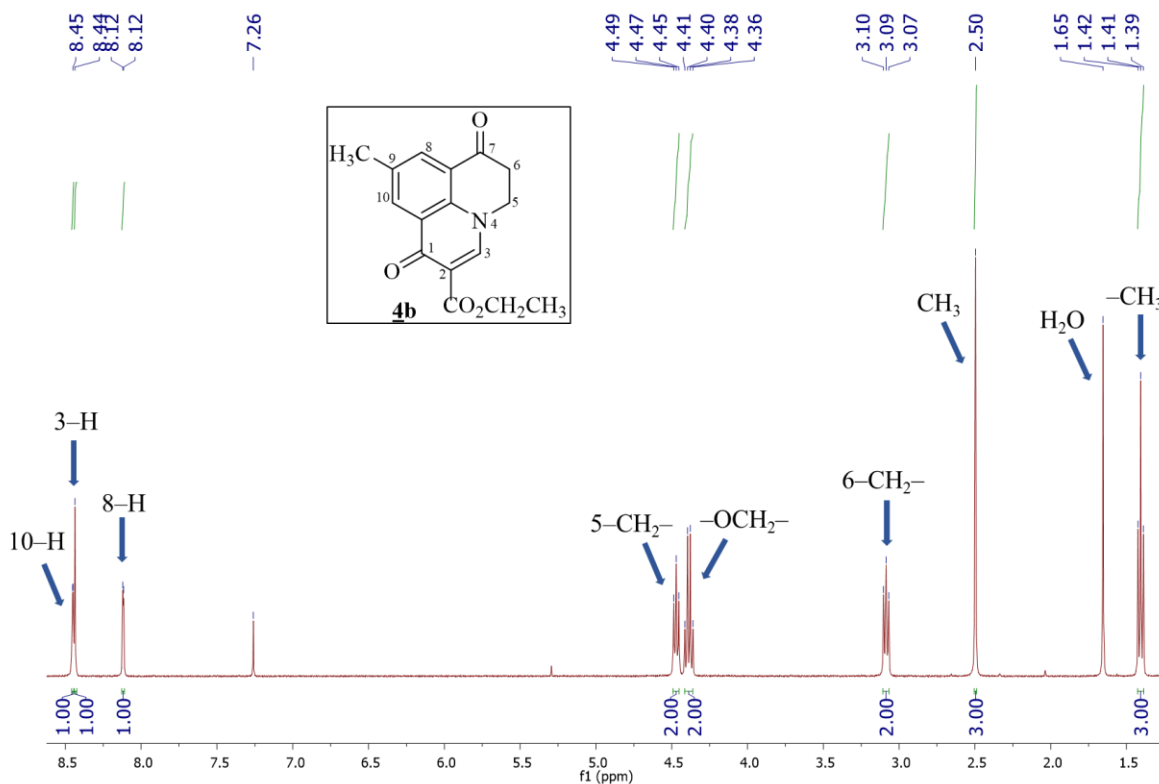 8.45
8.44
8.12
8.12
7.26
4.49
4.47
4.45
4.41
4.40
4.38
4.36
3.10
3.09
3.07
2.50
1.65
1.42
1.41
1.39
O
H₃C
9
8
7
6
10
5
N
4
1
3
O
2
CO₂CH₂CH₃
4b
CH₃
–CH₃
H₂O
3–H
8–H
10–H
6–CH₂–
5–CH₂–
–OCH₂–
1.00
1.00
1.00
2.00
2.00
2.00
3.00
3.00
8.5 8.0 7.5 7.0 6.5 6.0 5.5 5.0 4.5 4.0 3.5 3.0 2.5 2.0 1.5
f1 (ppm)